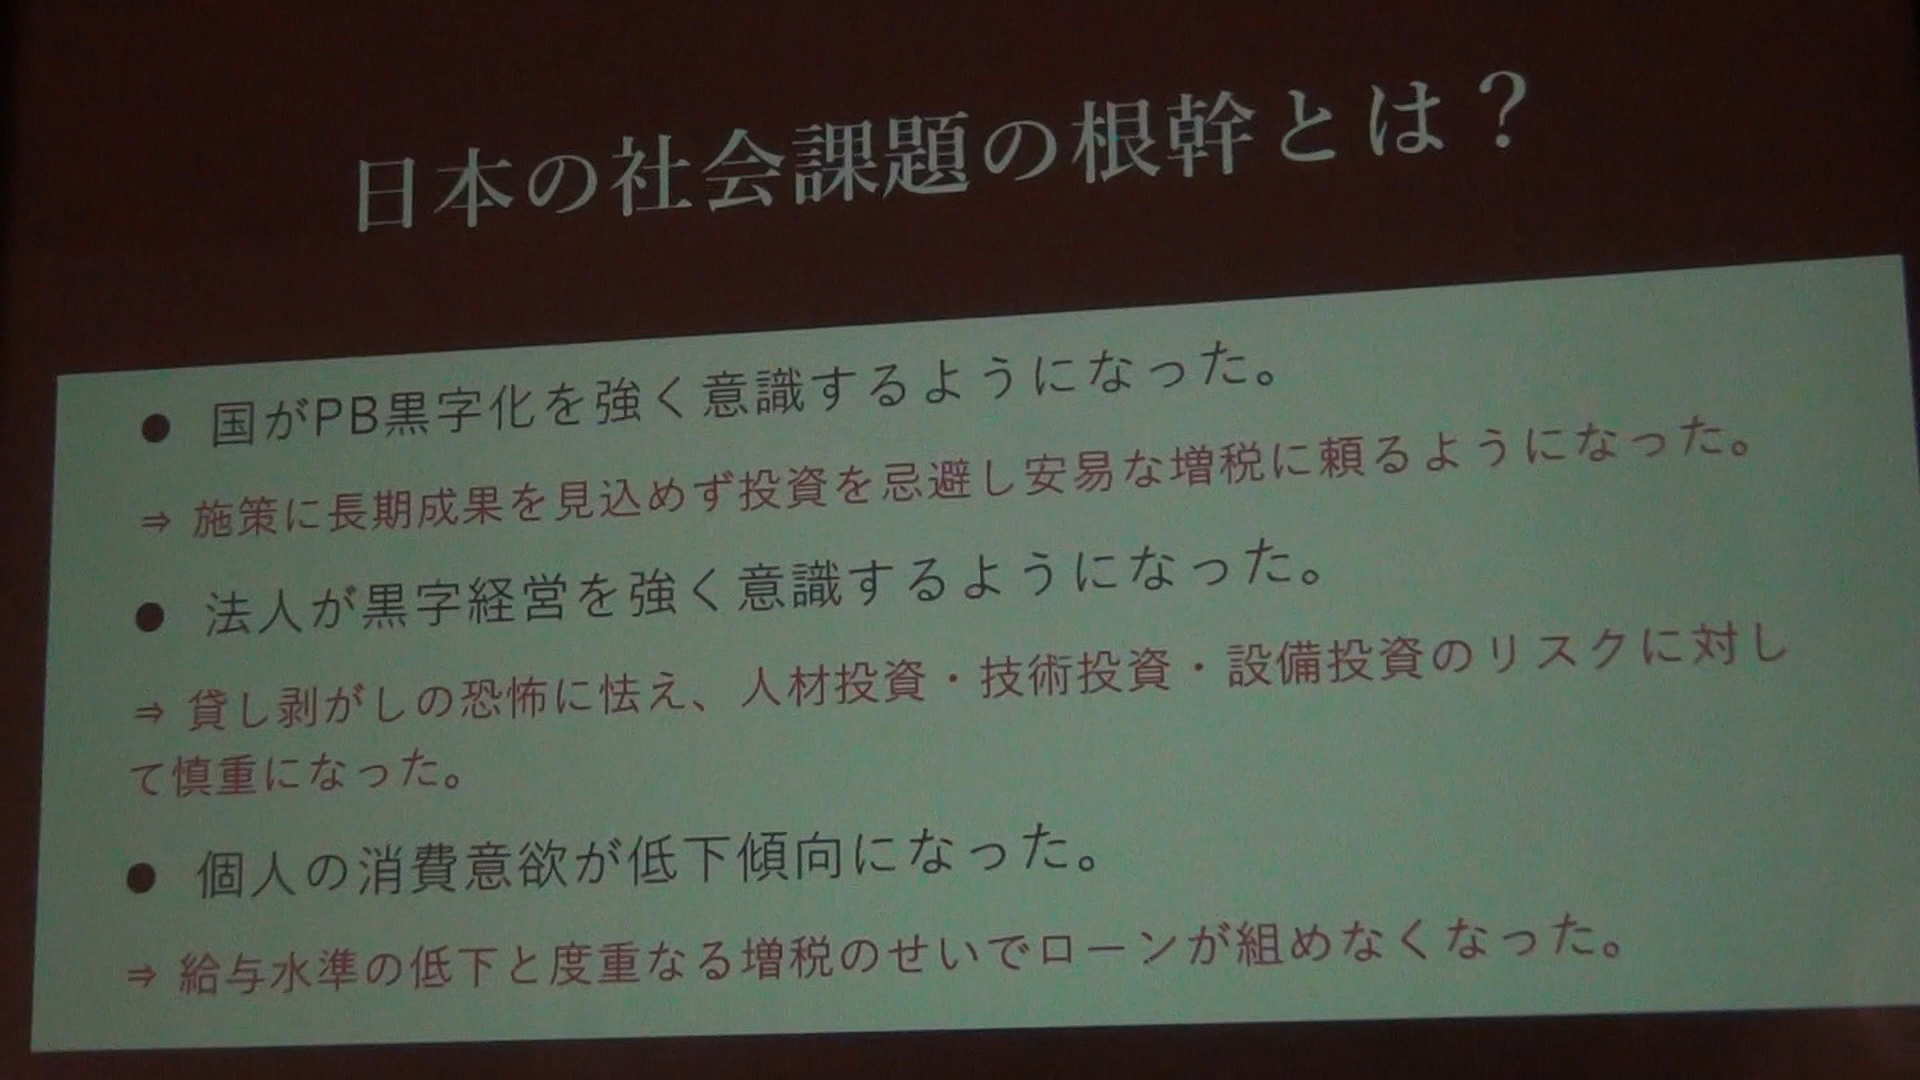 日本の社会課題の根幹とは？
● 国がPB黒字化を強く意識するようになった。
⇒ 施策に長期成果を見込めず投資を忌避し安易な増税に頼るようになった。
● 法人が黒字経営を強く意識するようになった。
⇒ 貸し剥がしの恐怖に怯え、人材投資・技術投資・設備投資のリスクに対し
て慎重になった。
● 個人の消費意欲が低下傾向になった。
⇒ 給与水準の低下と度重なる増税のせいでローンが組めなくなった。